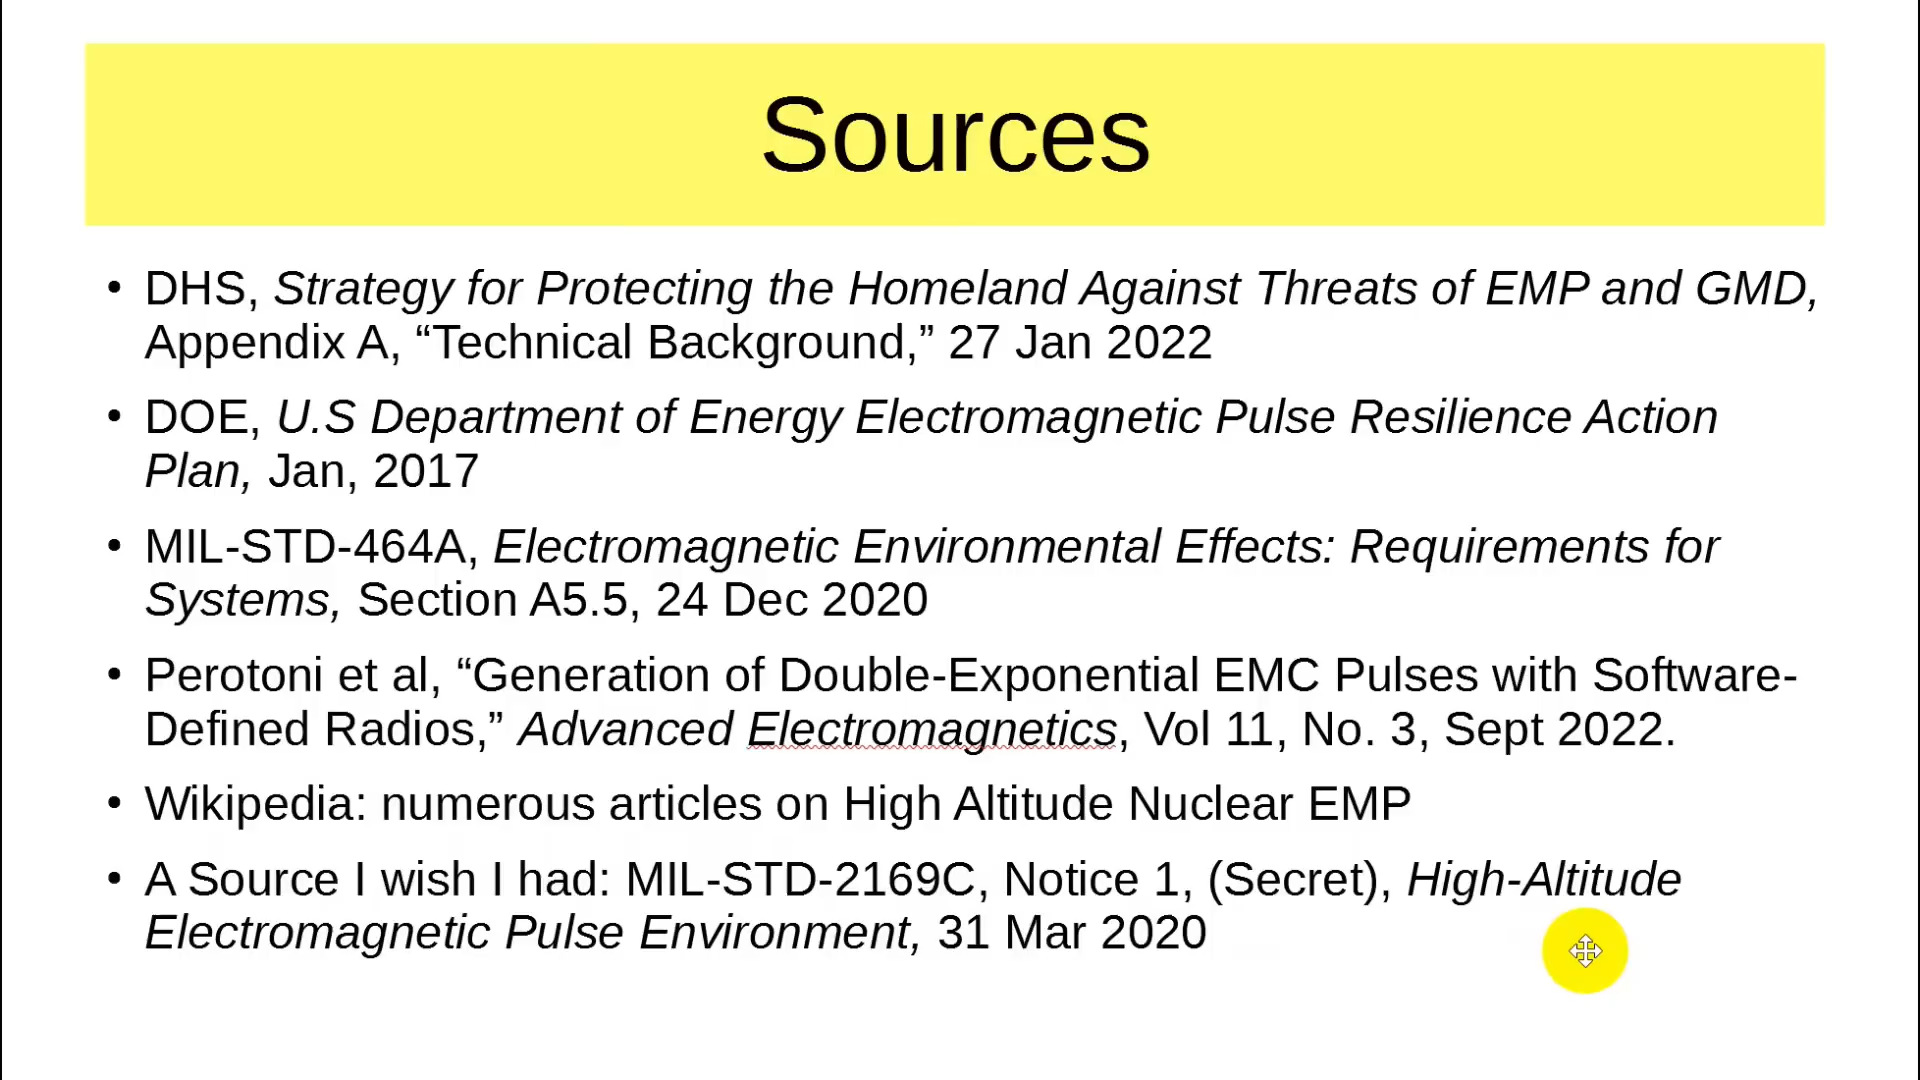 Sources
• DHS, Strategy for Protecting the Homeland Against Threats of EMP and GMD,
Appendix A, “Technical Background,” 27 Jan 2022
• DOE, U.S Department of Energy Electromagnetic Pulse Resilience Action
Plan, Jan, 2017
• MIL-STD-464A, Electromagnetic Environmental Effects: Requirements for
Systems, Section A5.5, 24 Dec 2020
• Perotoni et al, “Generation of Double-Exponential EMC Pulses with Software-
Defined Radios,” Advanced Electromagnetics, Vol 11, No. 3, Sept 2022.
• Wikipedia: numerous articles on High Altitude Nuclear EMP
• A Source I wish I had: MIL-STD-2169C, Notice 1, (Secret), High-Altitude
Electromagnetic Pulse Environment, 31 Mar 2020